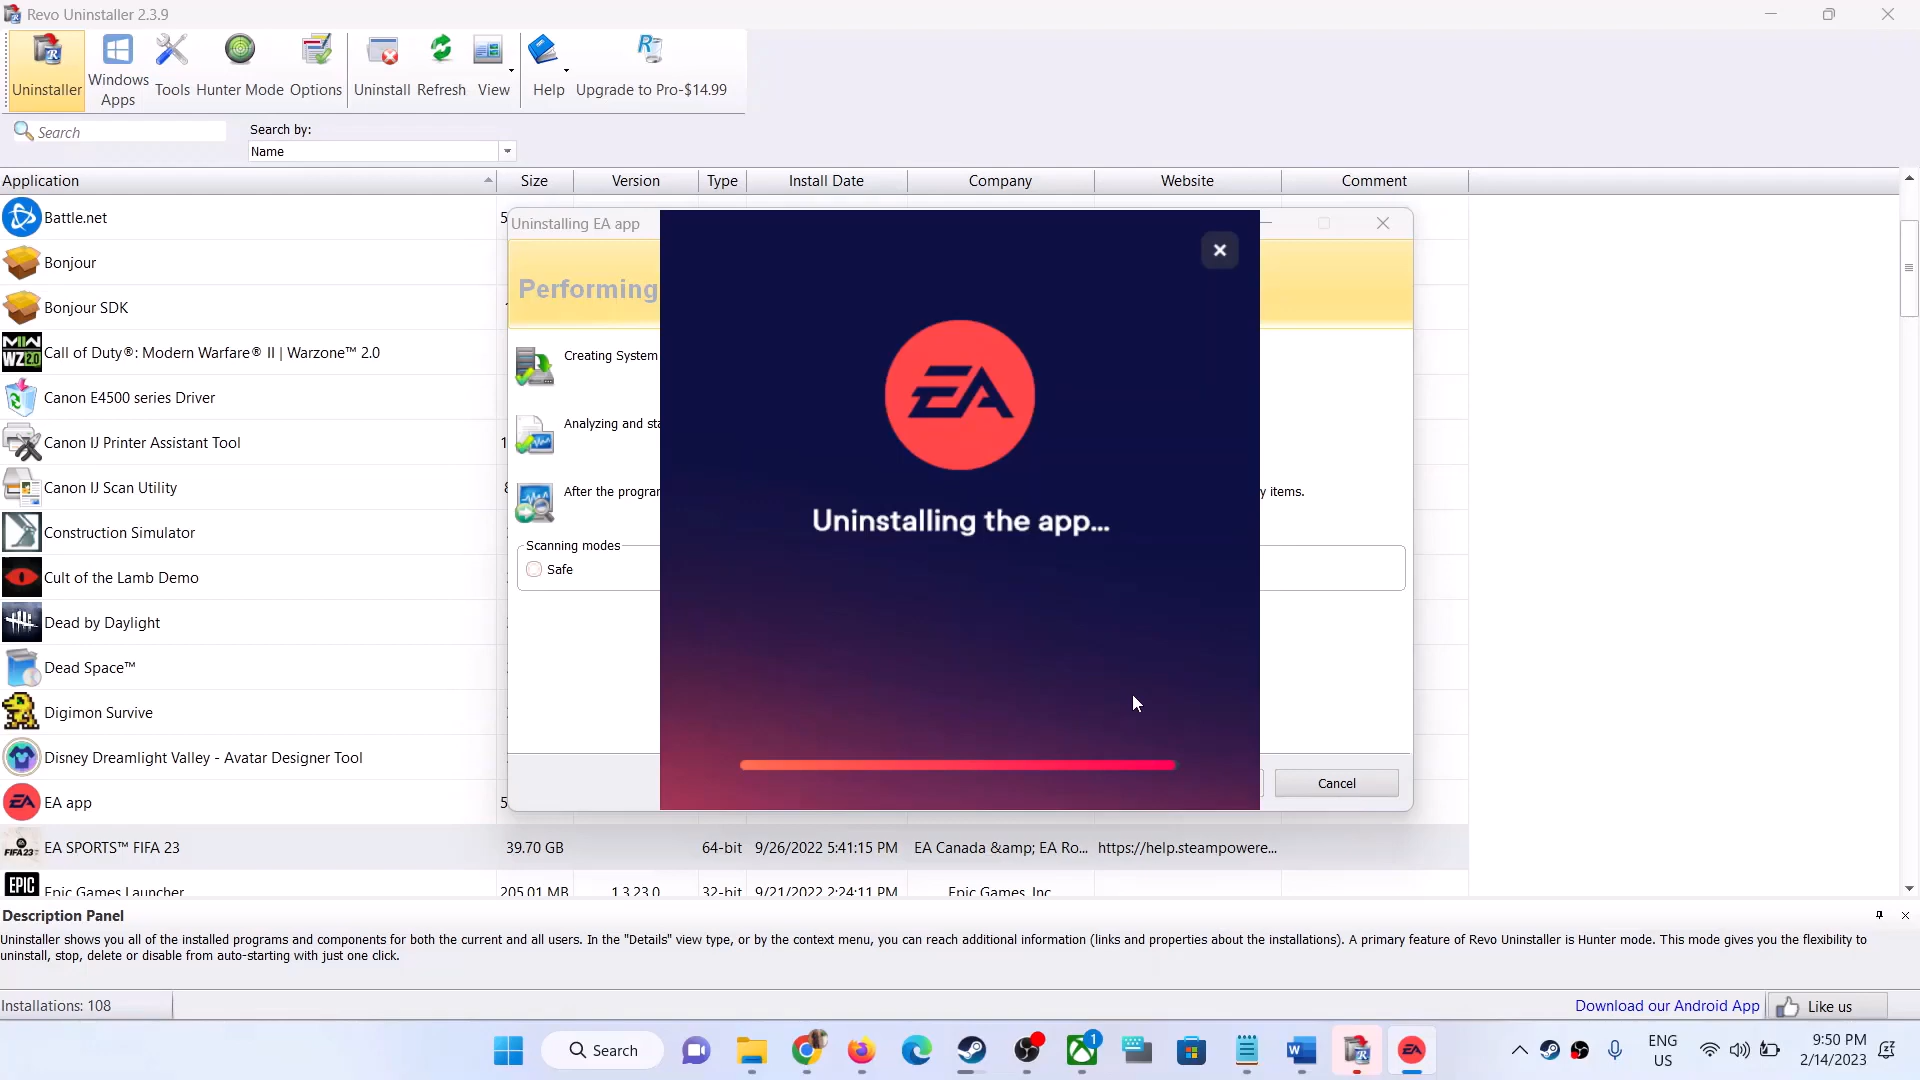 Revo Uninstaller 2.3.9
Uninstaller
Windows Apps
Tools
Hunter Mode
Options
Uninstall
Refresh
View
Help
Upgrade to Pro-$14.99
Search
Search by:
Name
Application Size Version Type Install Date Company Website Comment
Battle.net
Bonjour
Bonjour SDK
Call of Duty®: Modern Warfare® II | Warzone™ 2.0
Canon E4500 series Driver
Canon IJ Printer Assistant Tool
Canon IJ Scan Utility
Construction Simulator
Cult of the Lamb Demo
Dead by Daylight
Dead Space™
Digimon Survive
Disney Dreamlight Valley - Avatar Designer Tool
EA app
EA SPORTS™ FIFA 23 39.70 GB 64-bit 9/26/2022 5:41:15 PM EA Canada &amp; EA Ro... https://help.steampowere...
Epic Games Launcher 205.01 MB 1.3.23.0 32-bit 9/21/2022 2:24:11 PM Epic Games, Inc.
Uninstalling EA app
Performing
Creating System
Analyzing and
After the
items.
Scanning modes
Safe
Cancel
EA
Uninstalling the app...
Description Panel
Uninstaller shows you all of the installed programs and components for both the current and all users. In the "Details" view type, or by the context menu, you can reach additional information (links and properties about the installations). A primary feature of Revo Uninstaller is Hunter mode. This mode gives you the flexibility to
uninstall, stop, delete or disable from auto-starting with just one click.
Installations: 108
Download our Android App
Like us
Search
1
ENG
US
9:50 PM
2/14/2023